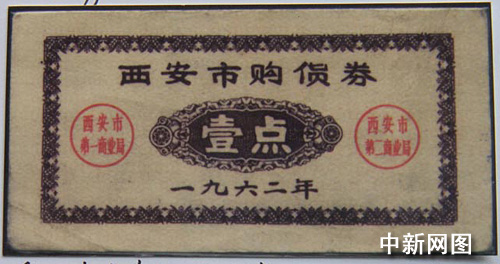 西安市购货券
西安市
第一商业局
壹点
西安市
第二商业局
一九六二年
中新网图